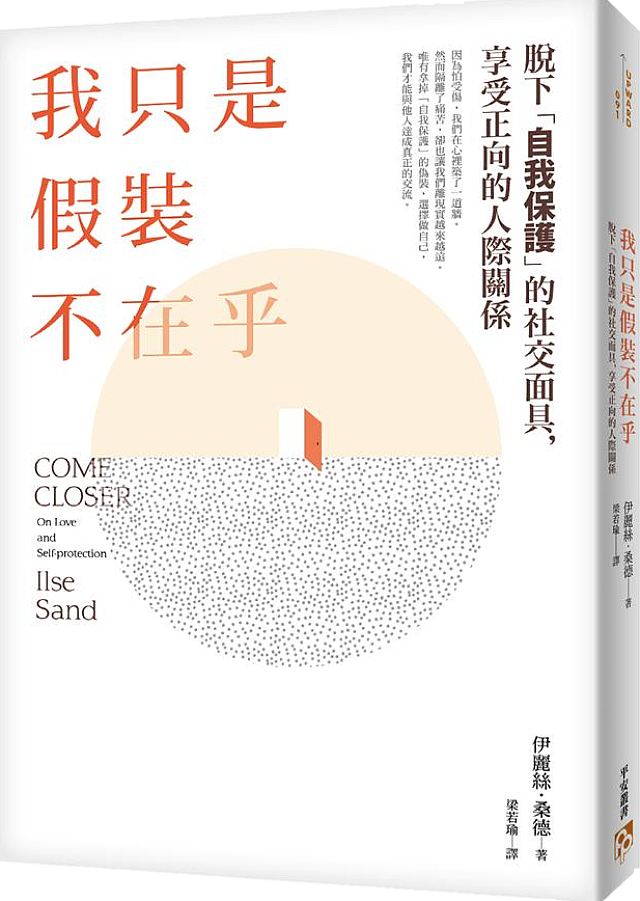 我只是
假裝
不在乎
脫下「自我保護」的社交面具,
享受正向的人際關係
因為怕受傷，我們在心裡築了一道牆。
然而隔離了痛苦，卻也讓我們離現實越來越遠。
唯有拿掉「自我保護」的偽裝，選擇做自己，
我們才能與他人達成真正的交流。
COME
CLOSER
On Love
and
Self-protection
Ilse
Sand
伊麗絲・桑德──著
梁若瑜──譯
UPWARD
091
我只是假裝不在乎
脫下「自我保護」的社交面具,享受正向的人際關係
伊麗絲・桑德──著
梁若瑜──譯
平安叢書